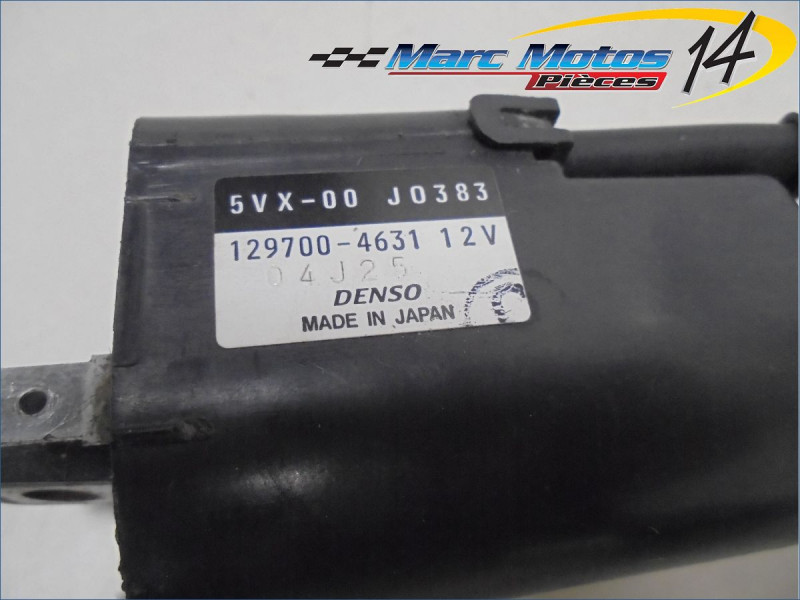 Marc Motos 14
Pièces
5VX-00 J0383
129700-4631 12V
04J25
DENSO
MADE IN JAPAN